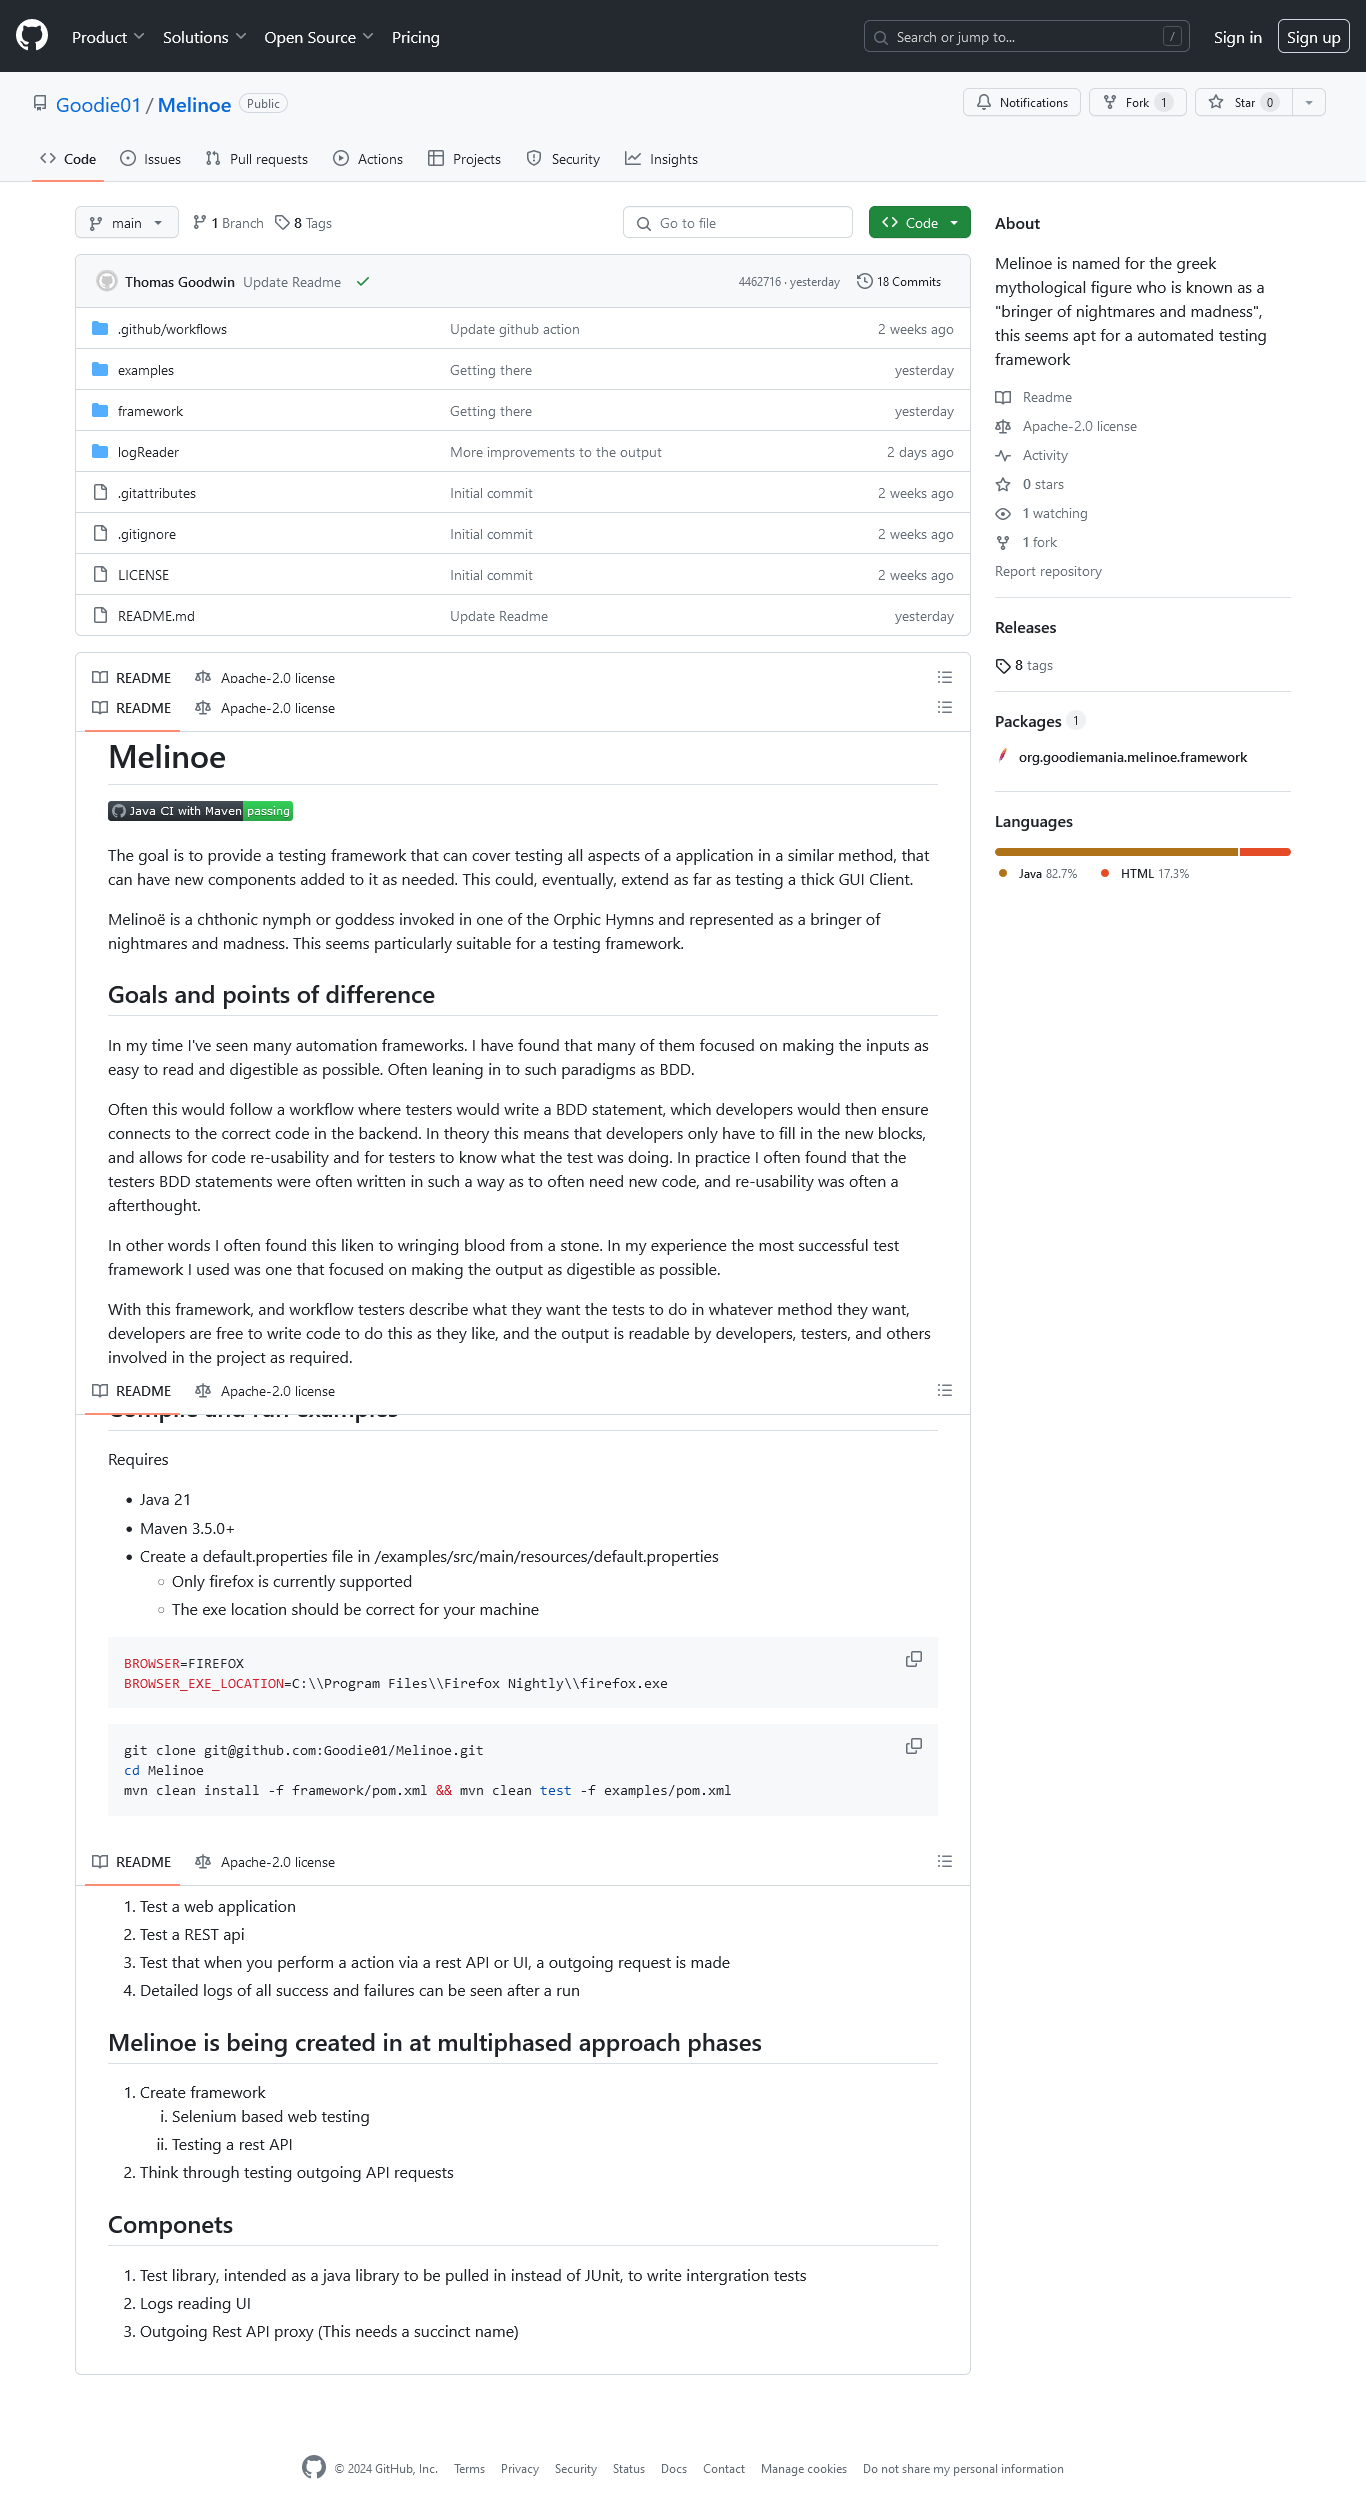 Product Solutions Open Source Pricing Search or jump to... / Sign in Sign up
Goodie01 / Melinoe Public Notifications Fork 1 Star 0
Code Issues Pull requests Actions Projects Security Insights
main 1 Branch 8 Tags Go to file Code
Thomas Goodwin Update Readme 4462716 · yesterday 18 Commits
.github/workflows Update github action 2 weeks ago
examples Getting there yesterday
framework Getting there yesterday
logReader More improvements to the output 2 days ago
.gitattributes Initial commit 2 weeks ago
.gitignore Initial commit 2 weeks ago
LICENSE Initial commit 2 weeks ago
README.md Update Readme yesterday
README Apache-2.0 license
README Apache-2.0 license
Melinoe
Java CI with Maven passing
The goal is to provide a testing framework that can cover testing all aspects of a application in a similar method, that
can have new components added to it as needed. This could, eventually, extend as far as testing a thick GUI Client.
Melinoë is a chthonic nymph or goddess invoked in one of the Orphic Hymns and represented as a bringer of
nightmares and madness. This seems particularly suitable for a testing framework.
Goals and points of difference
In my time I've seen many automation frameworks. I have found that many of them focused on making the inputs as
easy to read and digestible as possible. Often leaning in to such paradigms as BDD.
Often this would follow a workflow where testers would write a BDD statement, which developers would then ensure
connects to the correct code in the backend. In theory this means that developers only have to fill in the new blocks,
and allows for code re-usability and for testers to know what the test was doing. In practice I often found that the
testers BDD statements were often written in such a way as to often need new code, and re-usability was often a
afterthought.
In other words I often found this liken to wringing blood from a stone. In my experience the most successful test
framework I used was one that focused on making the output as digestible as possible.
With this framework, and workflow testers describe what they want the tests to do in whatever method they want,
developers are free to write code to do this as they like, and the output is readable by developers, testers, and others
involved in the project as required.
README Apache-2.0 license
Compile and run examples
Requires
• Java 21
• Maven 3.5.0+
• Create a default.properties file in /examples/src/main/resources/default.properties
○ Only firefox is currently supported
○ The exe location should be correct for your machine
BROWSER=FIREFOX
BROWSER_EXE_LOCATION=C:\\Program Files\\Firefox Nightly\\firefox.exe
git clone git@github.com:Goodie01/Melinoe.git
cd Melinoe
mvn clean install -f framework/pom.xml && mvn clean test -f examples/pom.xml
README Apache-2.0 license
1. Test a web application
2. Test a REST api
3. Test that when you perform a action via a rest API or UI, a outgoing request is made
4. Detailed logs of all success and failures can be seen after a run
Melinoe is being created in at multiphased approach phases
1. Create framework
i. Selenium based web testing
ii. Testing a rest API
2. Think through testing outgoing API requests
Componets
1. Test library, intended as a java library to be pulled in instead of JUnit, to write intergration tests
2. Logs reading UI
3. Outgoing Rest API proxy (This needs a succinct name)
About
Melinoe is named for the greek
mythological figure who is known as a
"bringer of nightmares and madness",
this seems apt for a automated testing
framework
Readme
Apache-2.0 license
Activity
0 stars
1 watching
1 fork
Report repository
Releases
8 tags
Packages 1
org.goodiemania.melinoe.framework
Languages
Java 82.7% HTML 17.3%
© 2024 GitHub, Inc. Terms Privacy Security Status Docs Contact Manage cookies Do not share my personal information